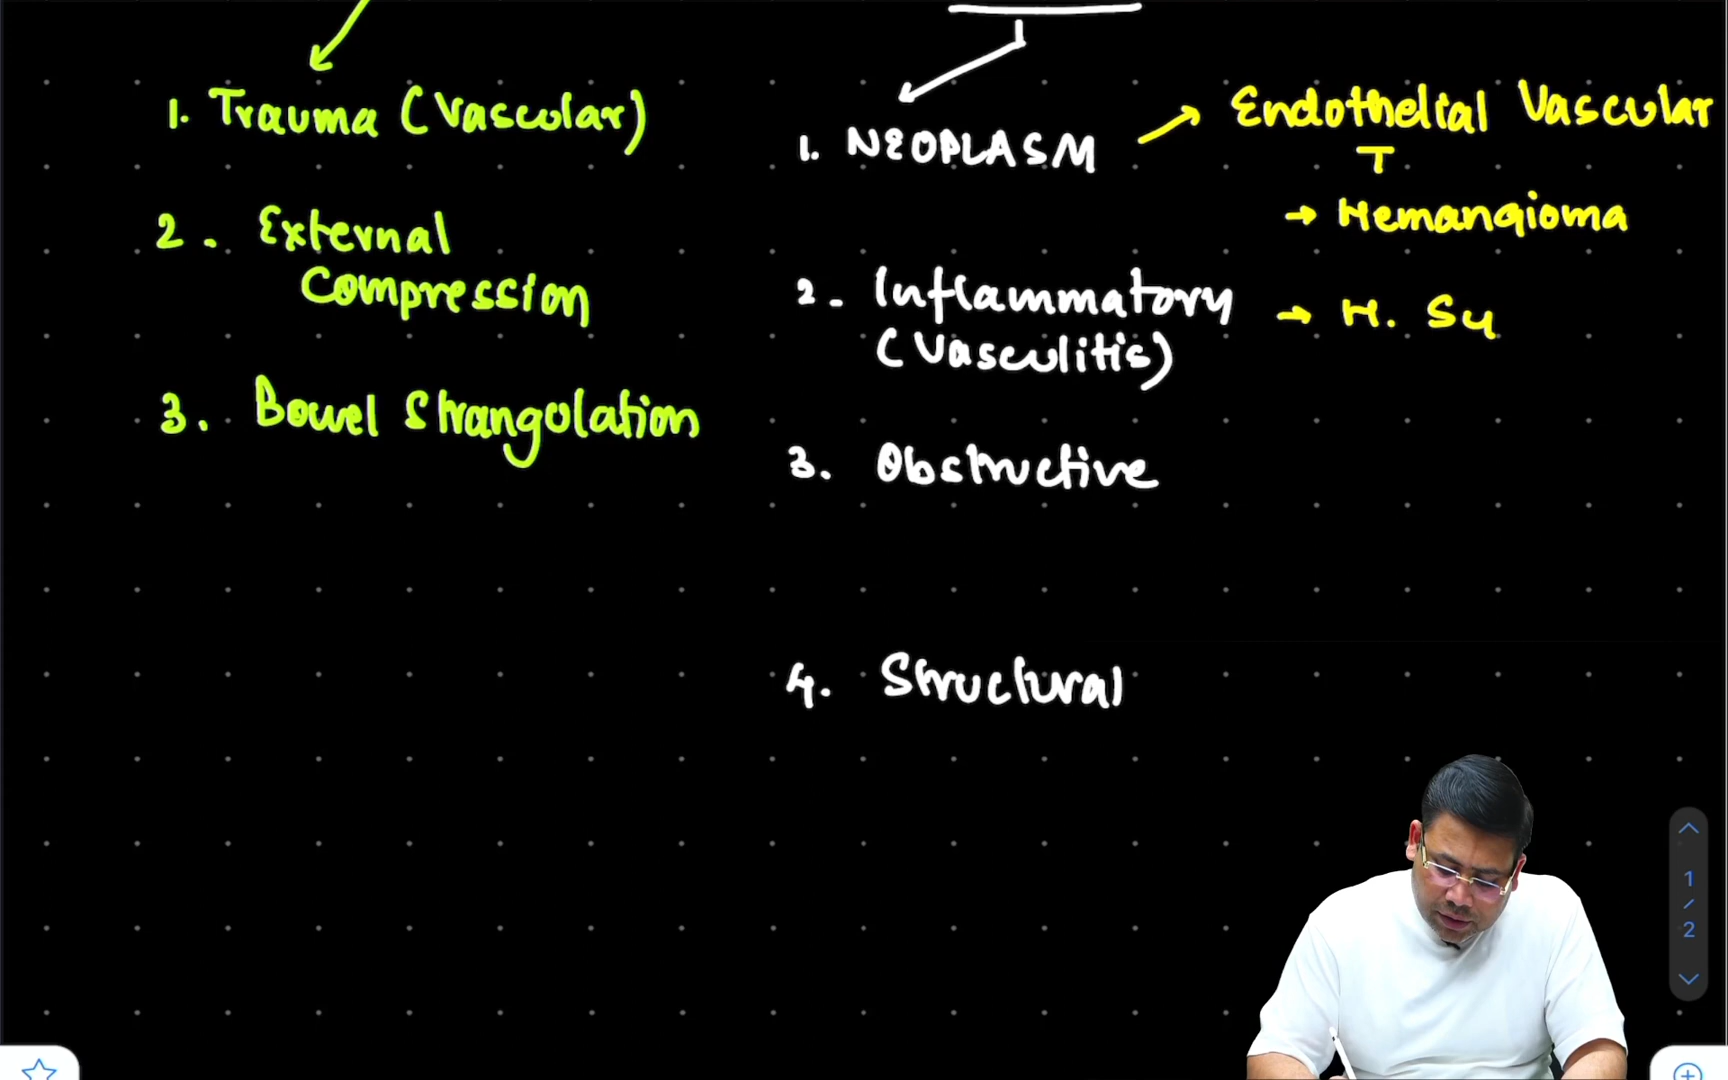 1. Trauma (Vascular)
2. External
Compression
3. Bowel Strangulation
1. NEOPLASM
2. Inflammatory
(Vasculitis)
3. Obstructive
4. Structural
Endothelial Vascular
T
→ Hemangioma
→ H. Sy
1
/
2